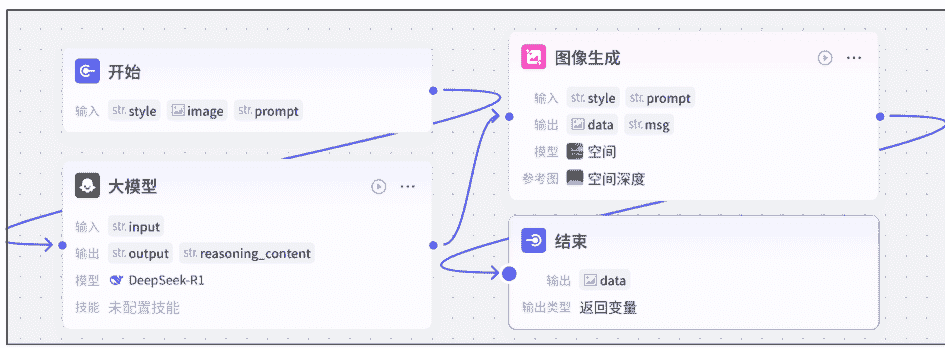 开始
输入 str. style image str. prompt
大模型
输入 str. input
输出 str. output str. reasoning_content
模型 DeepSeek-R1
技能 未配置技能
图像生成
输入 str. style str. prompt
输出 data str. msg
模型 空间
参考图 空间深度
结束
输出 data
输出类型 返回变量